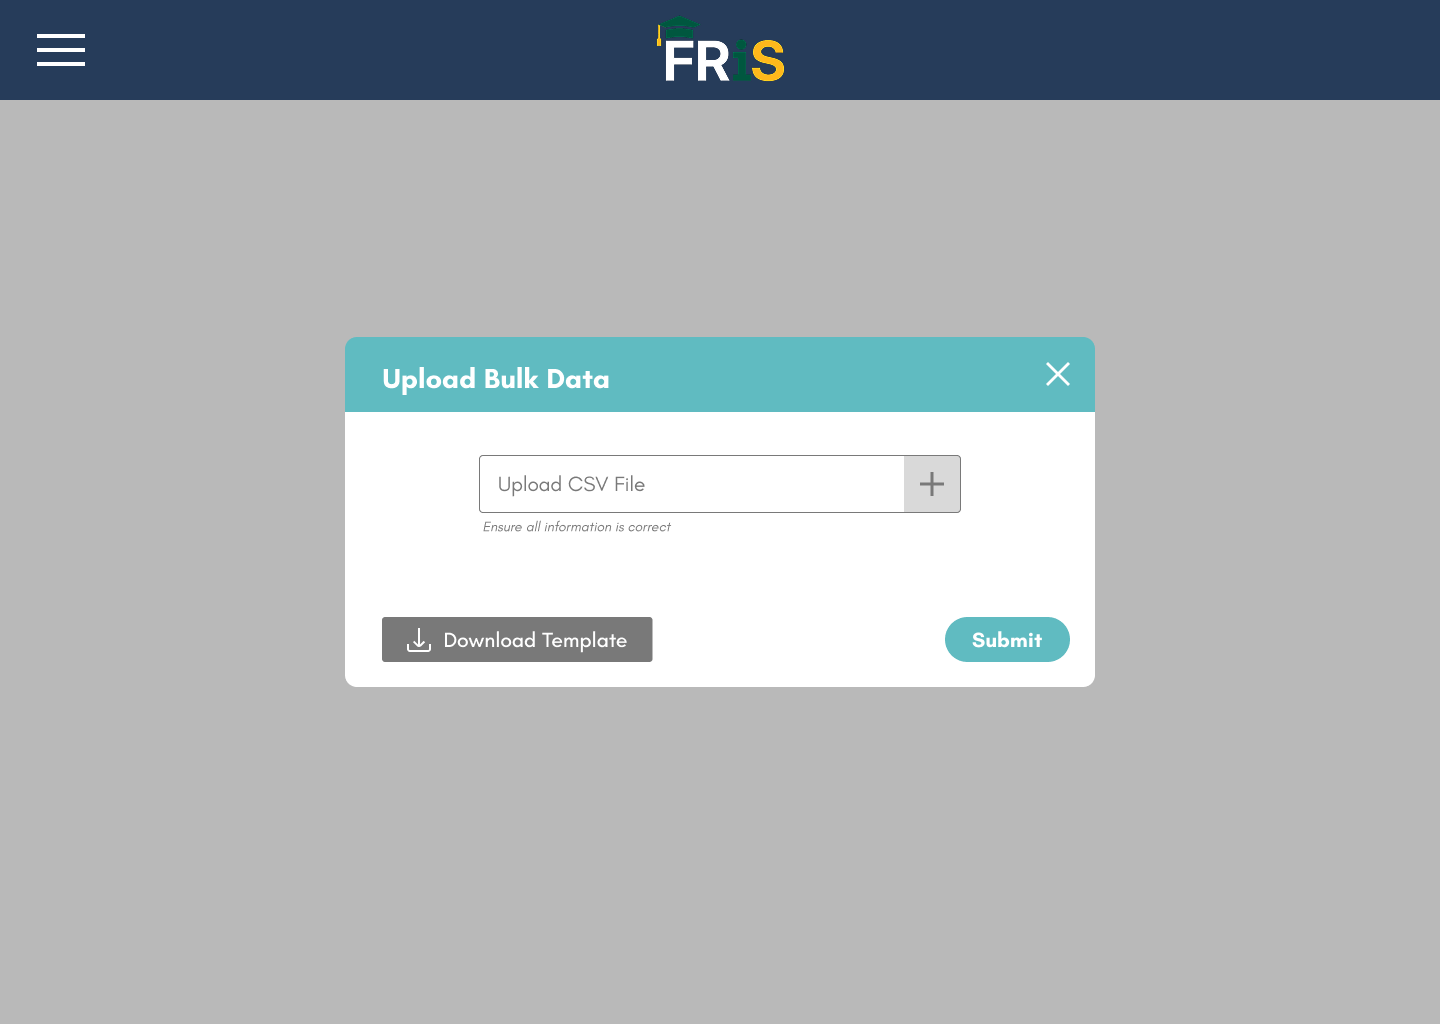 FRiS
Upload Bulk Data
Upload CSV File
Ensure all information is correct
Download Template
Submit